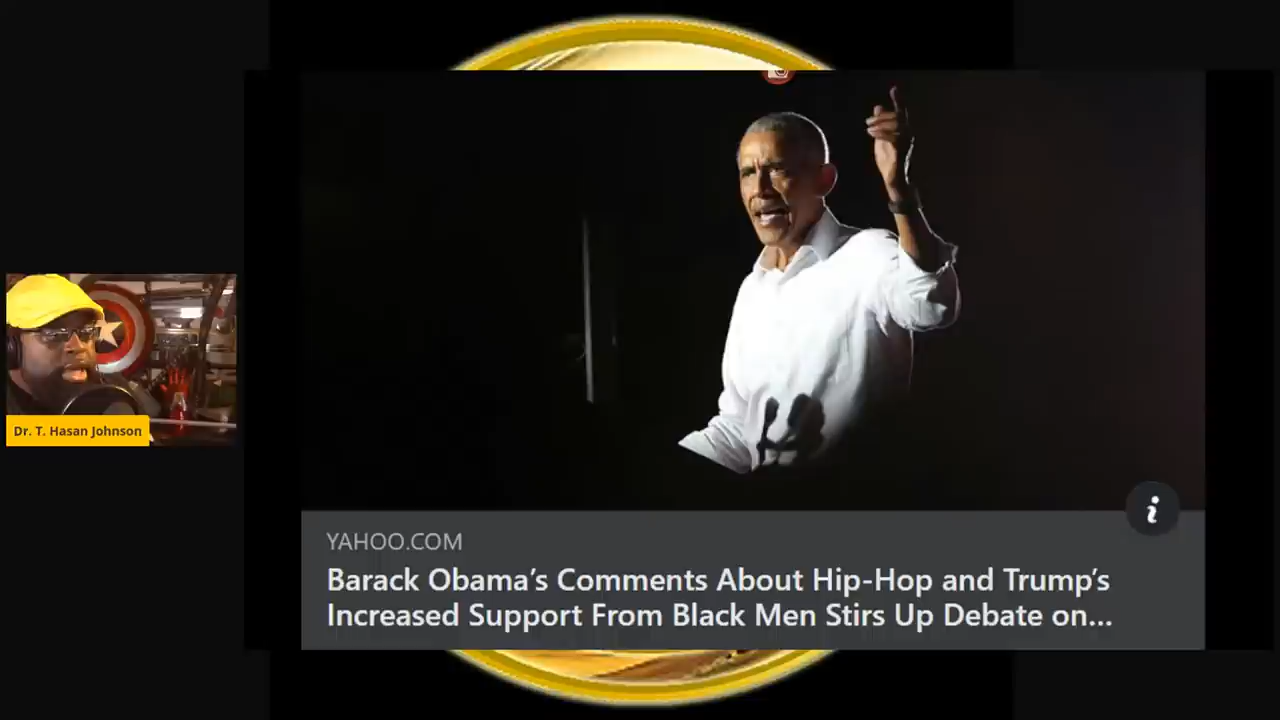 Dr. T. Hasan Johnson
i
YAHOO.COM
Barack Obama's Comments About Hip-Hop and Trump's
Increased Support From Black Men Stirs Up Debate on...